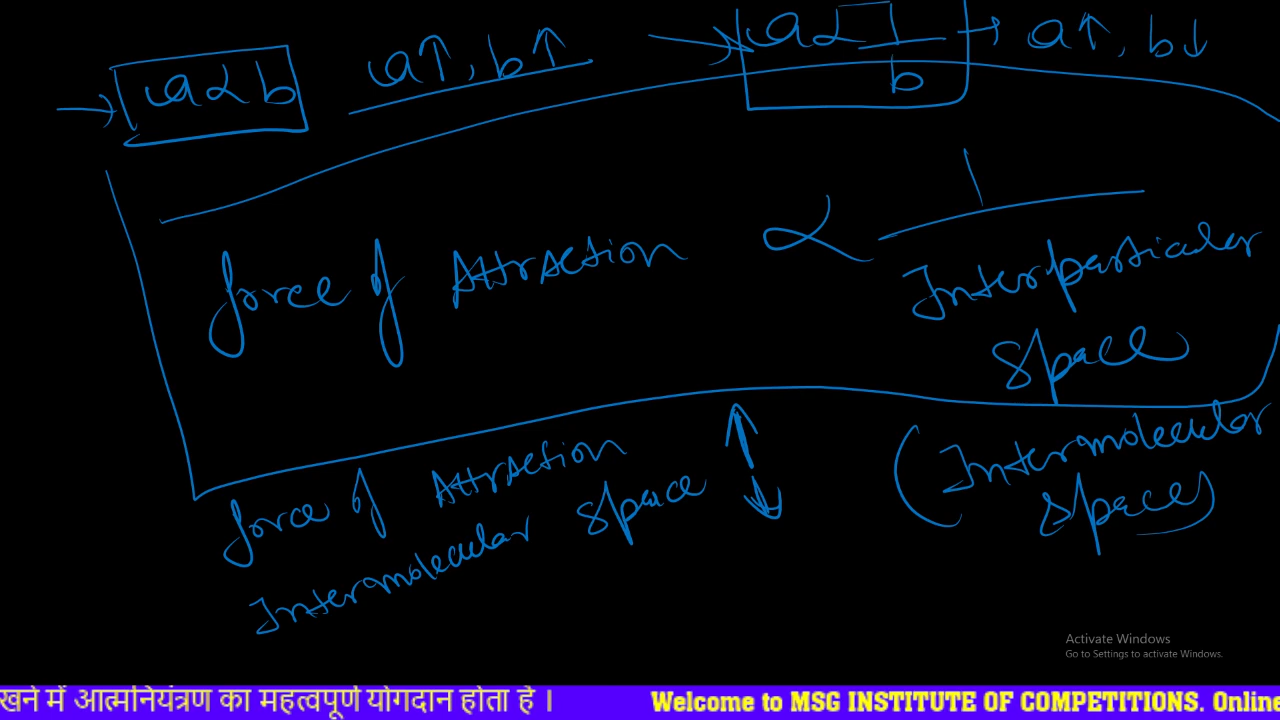 → a α b a↑, b↑ → a α 1/b → a↑, b↓
force of Attraction α 1/Interparticular Space
(Intermolecular Space)
force of Attraction ↑
Intermolecular Space ↓
Activate Windows
Go to Settings to activate Windows.
खने में आत्मनियंत्रण का महत्वपूर्ण योगदान होता है । Welcome to MSG INSTITUTE OF COMPETITIONS. Online